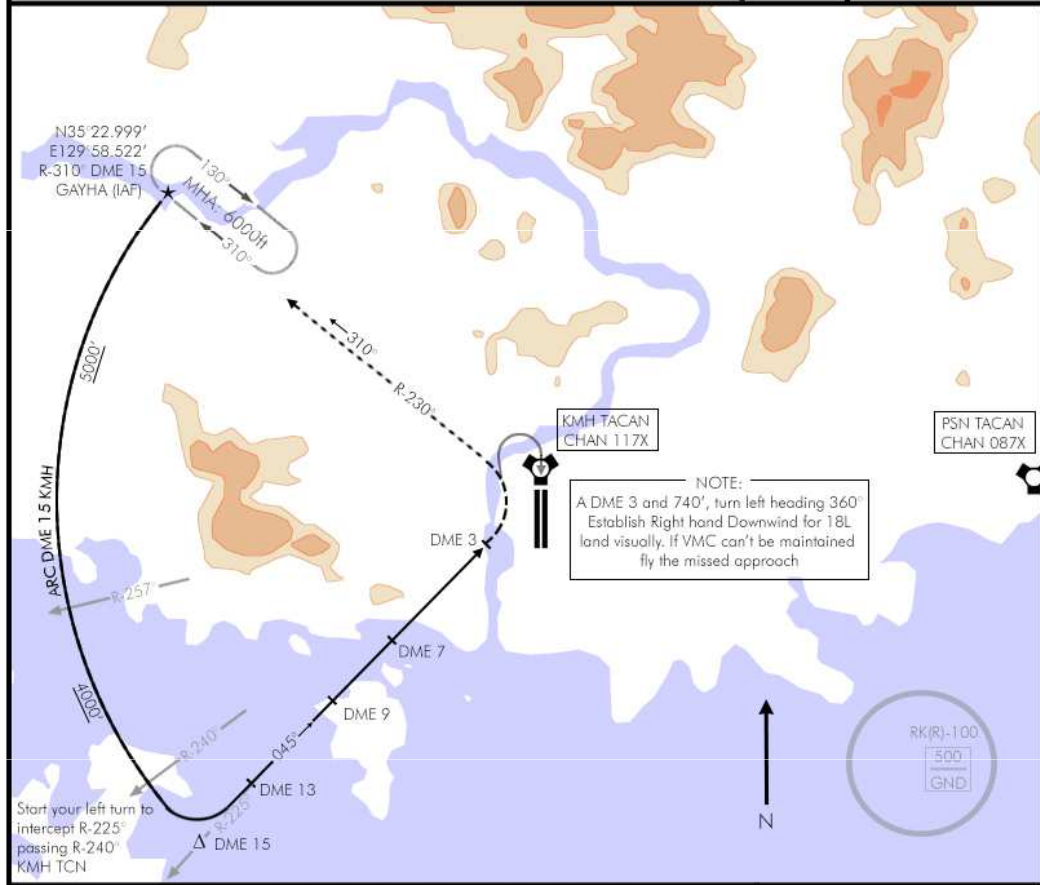 N35°22.999'
E129°58.522'
R-310° DME 15
GAYHA (IAF)
130°
MHA: 6000ft
310°
5000'
310°
R-230°
KMH TACAN
CHAN 117X
PSN TACAN
CHAN 087X
NOTE:
A DME 3 and 740', turn left heading 360°
Establish Right hand Downwind for 18L
land visually. If VMC can't be maintained
fly the missed approach
DME 3
ARC DME 15 KMH
R-257°
DME 7
4000'
DME 9
R-240°
045°
DME 13
RK(R)-100
500
GND
Start your left turn to
intercept R-225°
passing R-240°
KMH TCN
R-225°
Δ DME 15
N